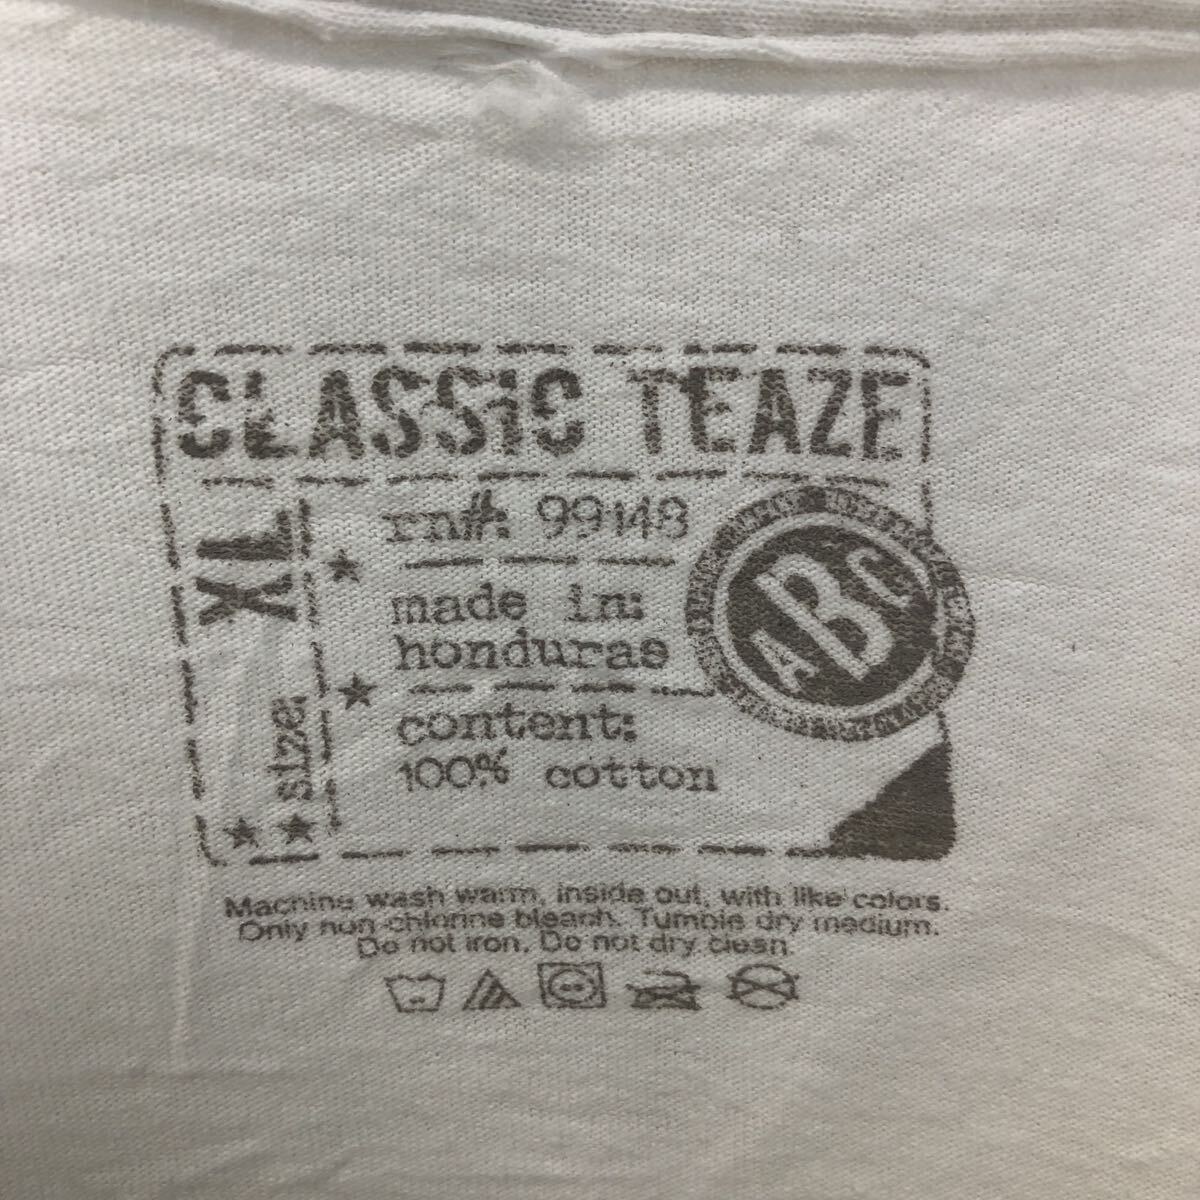 CLASSiC TEAZE
XL
size
rn#: 99148
made in:
honduras
content:
100% cotton
ABC
Machine wash warm, inside out, with like colors.
Only non-chlorine bleach. Tumble dry medium.
Do not iron. Do not dry clean.